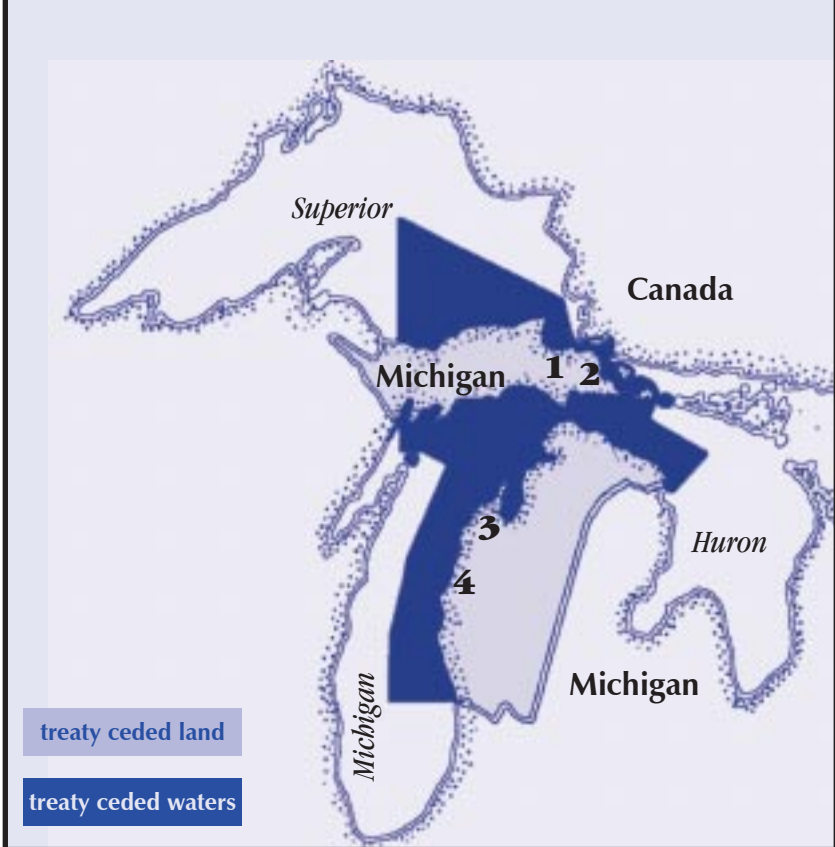 Superior
Canada
1
2
Michigan
3
Huron
4
Michigan
Michigan
treaty ceded land
treaty ceded waters